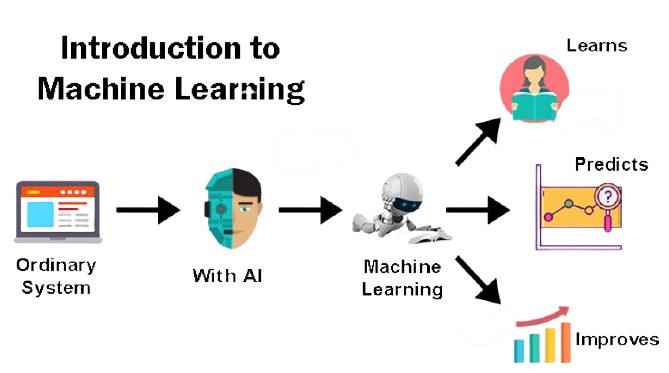 Introduction to
Machine Learning
Learns
Predicts
Ordinary
System
With AI
Machine
Learning
?
Improves